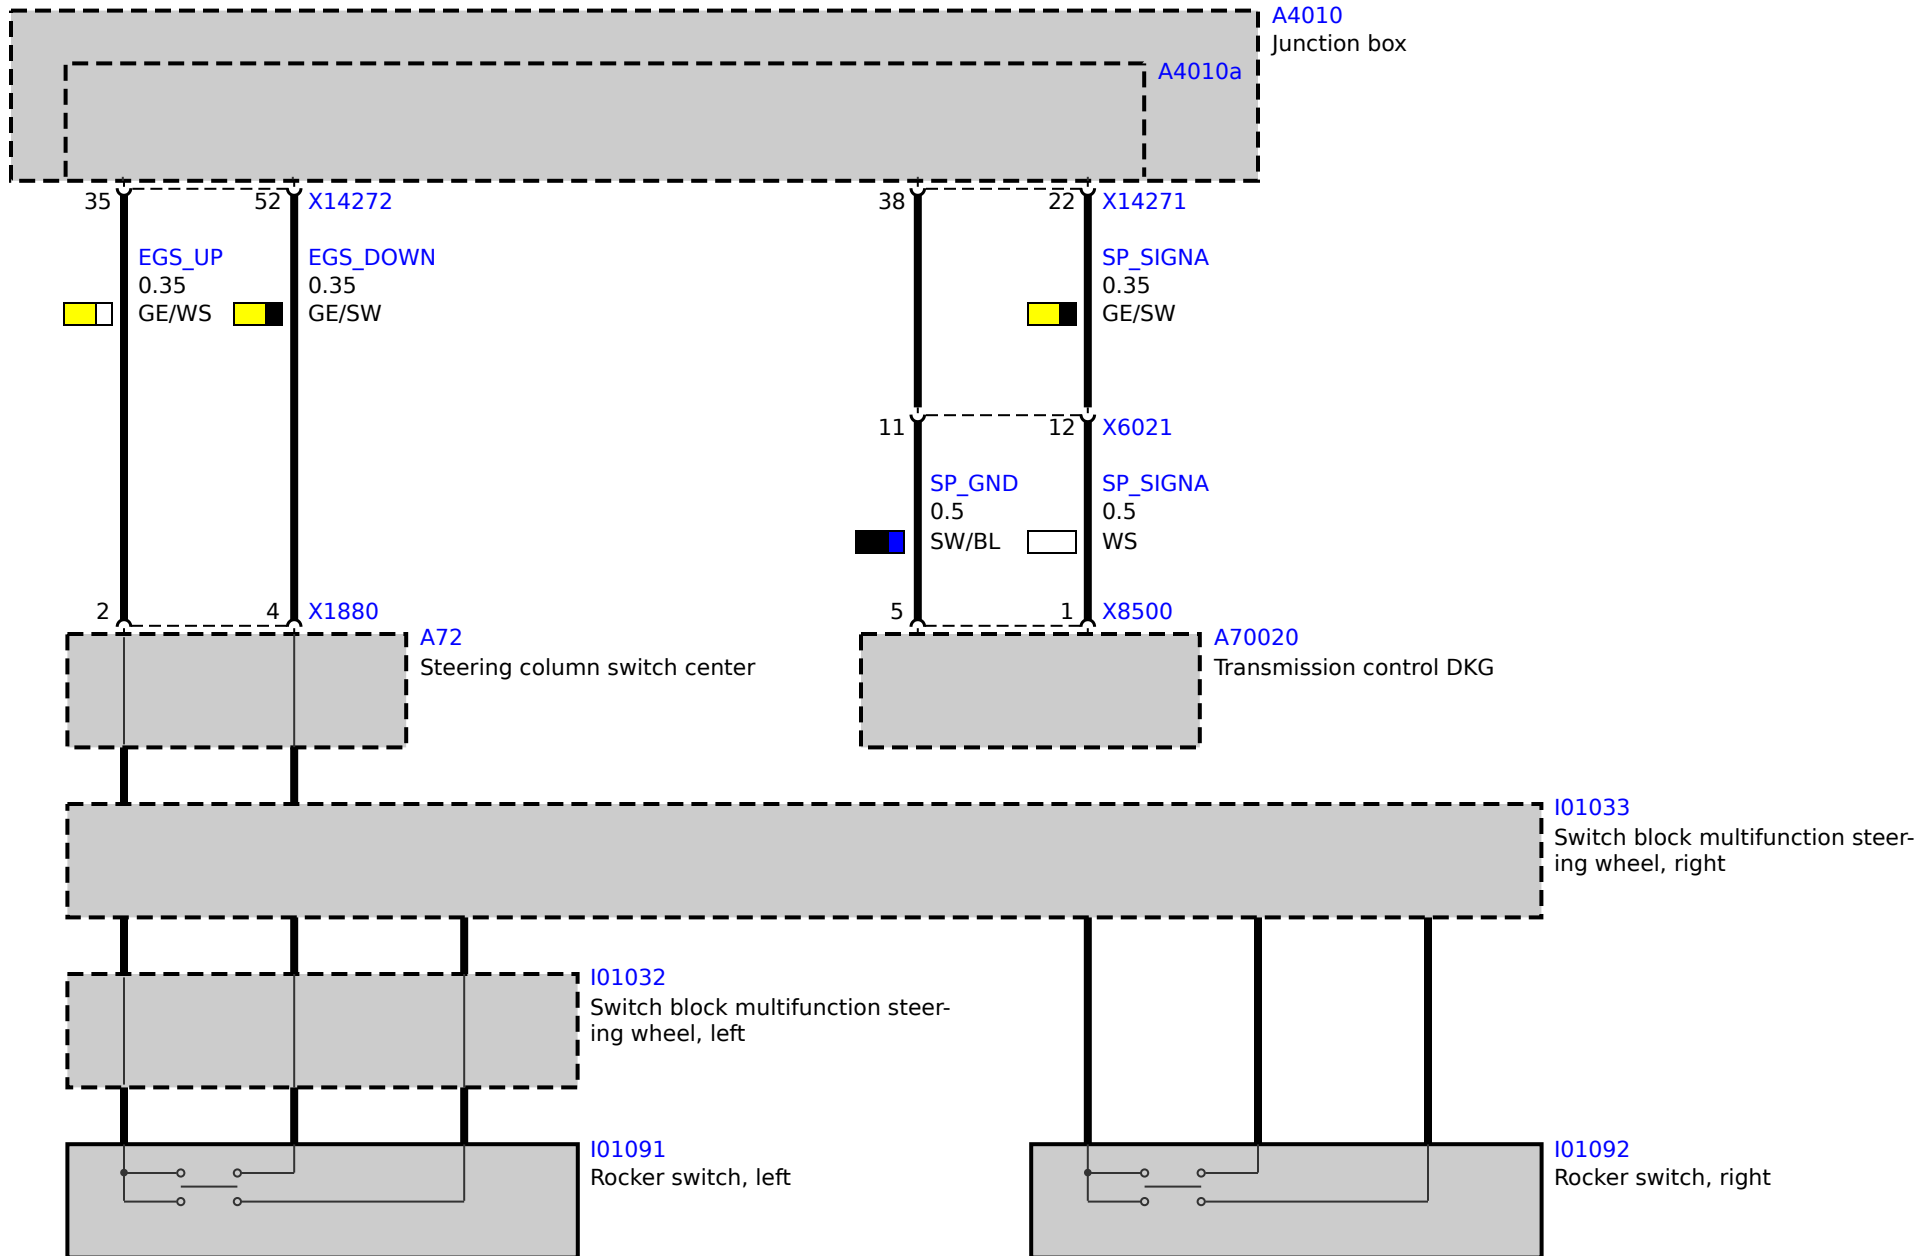 A4010
Junction box
A4010a
35
52
X14272
38
22
X14271
EGS_UP
0.35
GE/WS
EGS_DOWN
0.35
GE/SW
SP_SIGNA
0.35
GE/SW
11
12
X6021
SP_GND
0.5
SW/BL
SP_SIGNA
0.5
WS
2
4
X1880
5
1
X8500
A72
Steering column switch center
A70020
Transmission control DKG
I01033
Switch block multifunction steer-
ing wheel, right
I01032
Switch block multifunction steer-
ing wheel, left
I01091
Rocker switch, left
I01092
Rocker switch, right